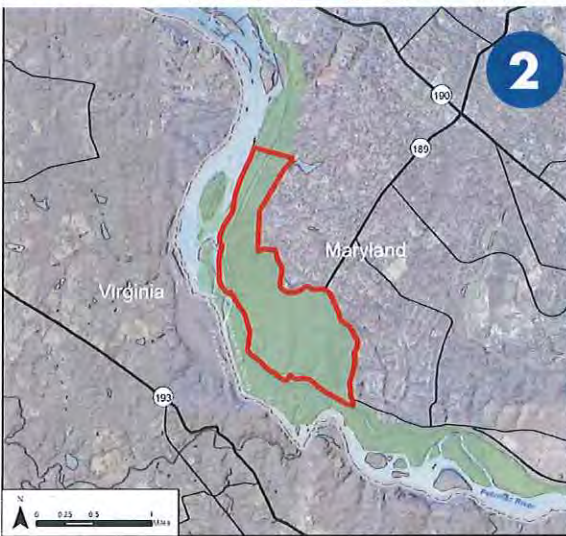 2
190
189
Maryland
Virginia
193
N
0 0.25 0.5 1
Miles
Potomac River